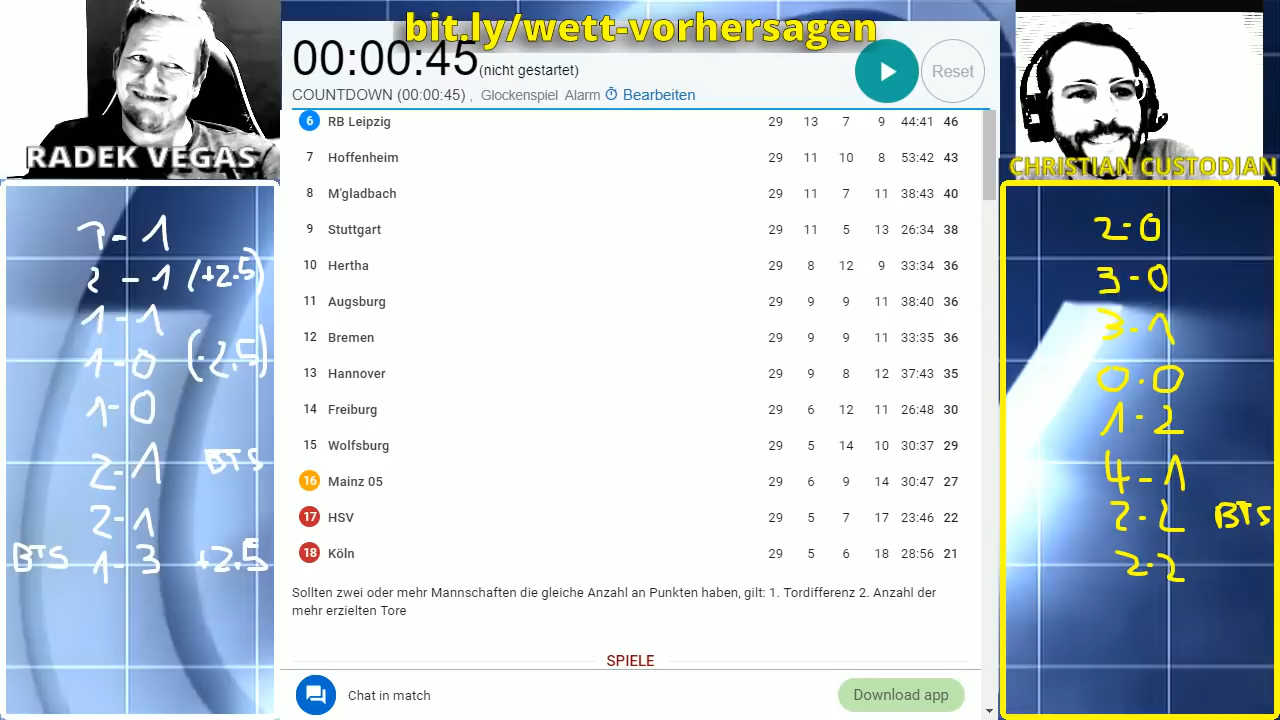 bit.ly/wett-vorhersagen
00:00:45 (nicht gestartet)
Reset
COUNTDOWN (00:00:45) , Glockenspiel Alarm Bearbeiten
6 RB Leipzig 29 13 7 9 44:41 46
7 Hoffenheim 29 11 10 8 53:42 43
8 M'gladbach 29 11 7 11 38:43 40
9 Stuttgart 29 11 5 13 26:34 38
10 Hertha 29 8 12 9 33:34 36
11 Augsburg 29 9 9 11 38:40 36
12 Bremen 29 9 9 11 33:35 36
13 Hannover 29 9 8 12 37:43 35
14 Freiburg 29 6 12 11 26:48 30
15 Wolfsburg 29 5 14 10 30:37 29
16 Mainz 05 29 6 9 14 30:47 27
17 HSV 29 5 7 17 23:46 22
18 Köln 29 5 6 18 28:56 21
Sollten zwei oder mehr Mannschaften die gleiche Anzahl an Punkten haben, gilt: 1. Tordifferenz 2. Anzahl der
mehr erzielten Tore
SPIELE
Chat in match
Download app
RADEK VEGAS
- 1
2 - 1 (+2.5)
1 - 1
1 - 0 (-2.5)
1 - 0
2 - 1 BTS
2 - 1
BTS 1 - 3 +2.5
CHRISTIAN CUSTODIAN
2 - 0
3 - 0
3 - 1
0 - 0
1 - 2
4 - 1
2 - 2 BTS
2 - 2